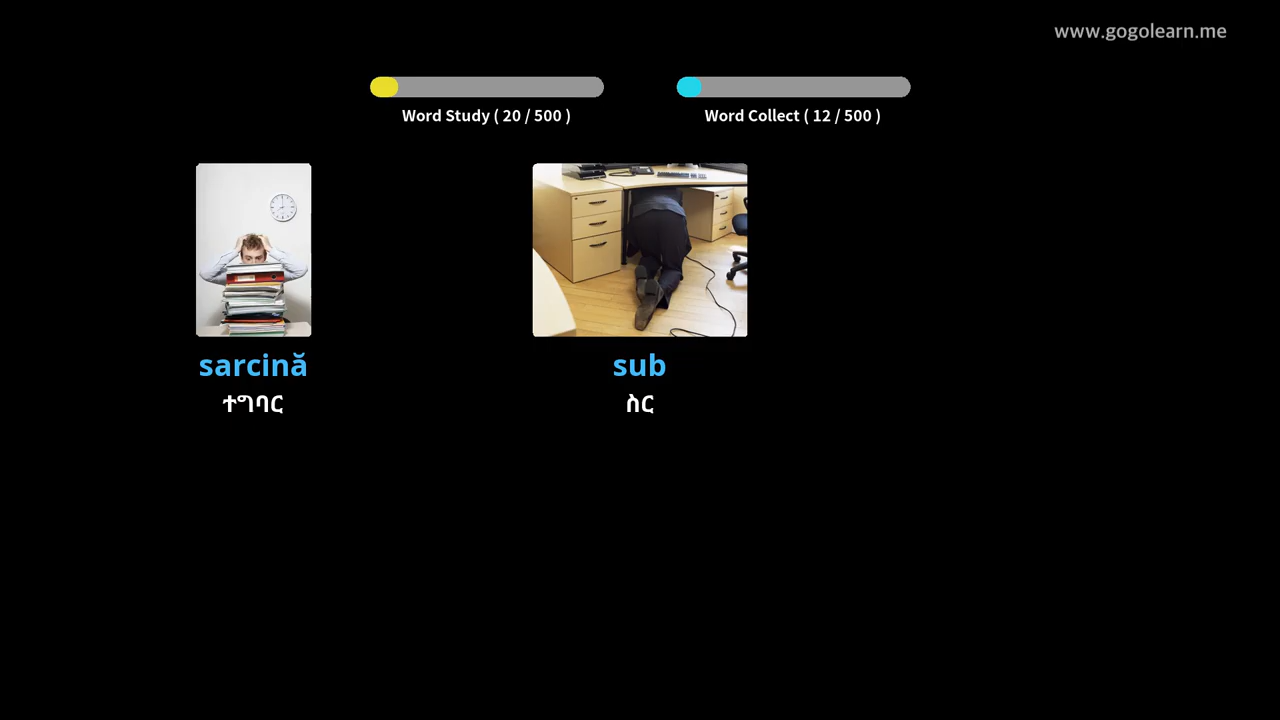 www.gogolearn.me
Word Study ( 20 / 500 )
Word Collect ( 12 / 500 )
sarcină
ተግባር
sub
ስር